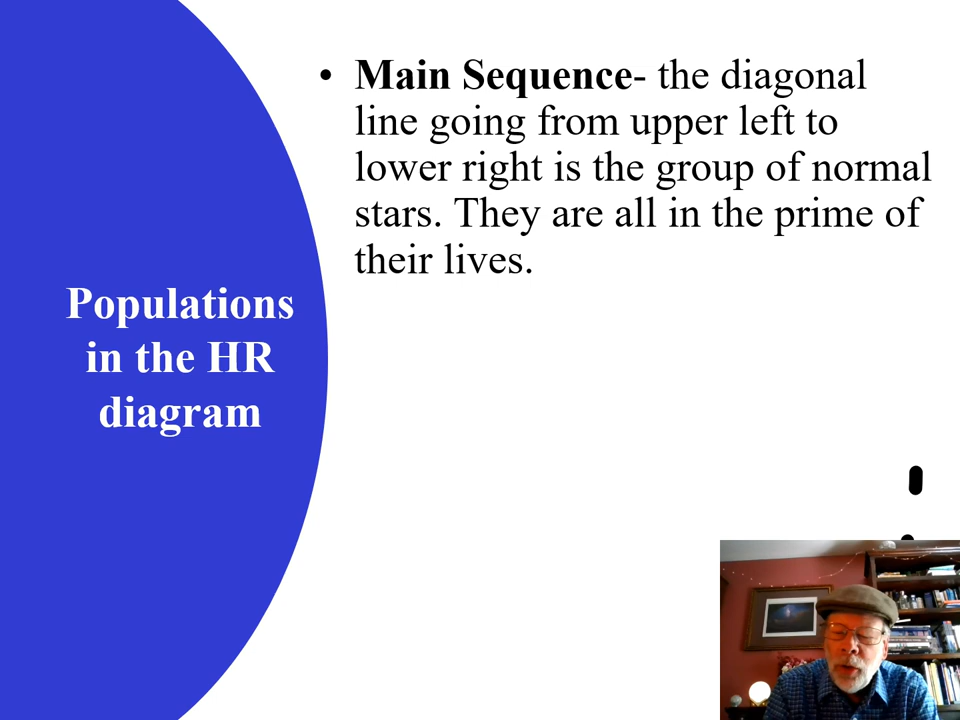 • Main Sequence- the diagonal
line going from upper left to
lower right is the group of normal
stars. They are all in the prime of
their lives.
Populations
in the HR
diagram